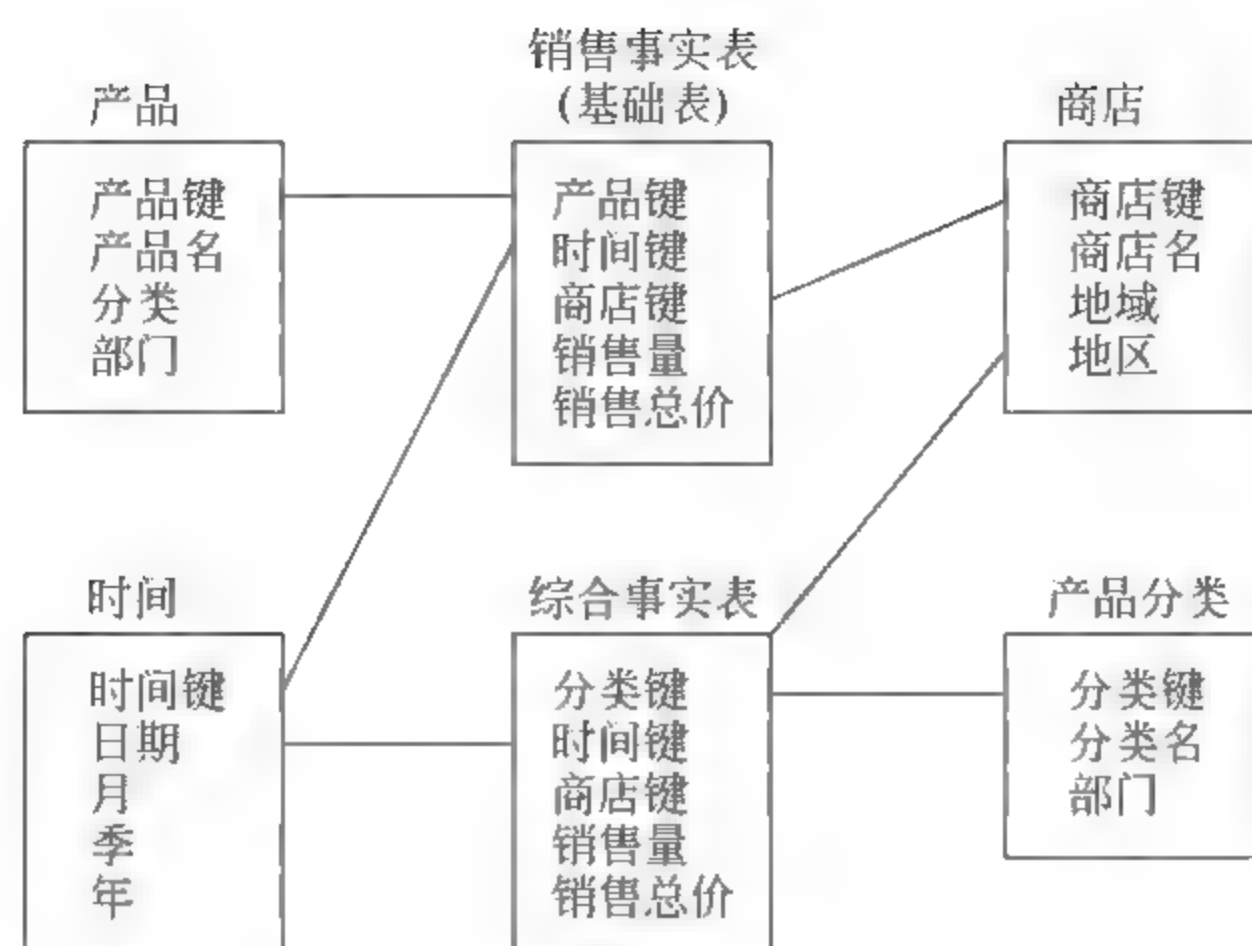 产品
产品键
产品名
分类
部门
销售事实表
(基础表)
产品键
时间键
商店键
销售量
销售总价
商店
商店键
商店名
地域
地区
时间
时间键
日期
月
季
年
综合事实表
分类键
时间键
商店键
销售量
销售总价
产品分类
分类键
分类名
部门